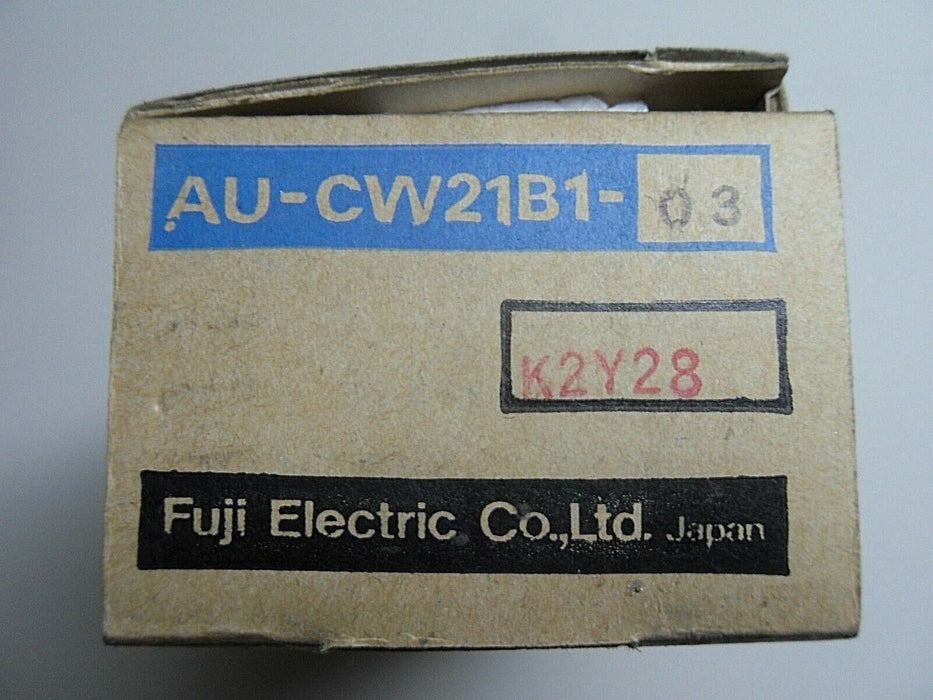 AU-CW21B1-03
K2Y28
Fuji Electric Co.,Ltd. Japan